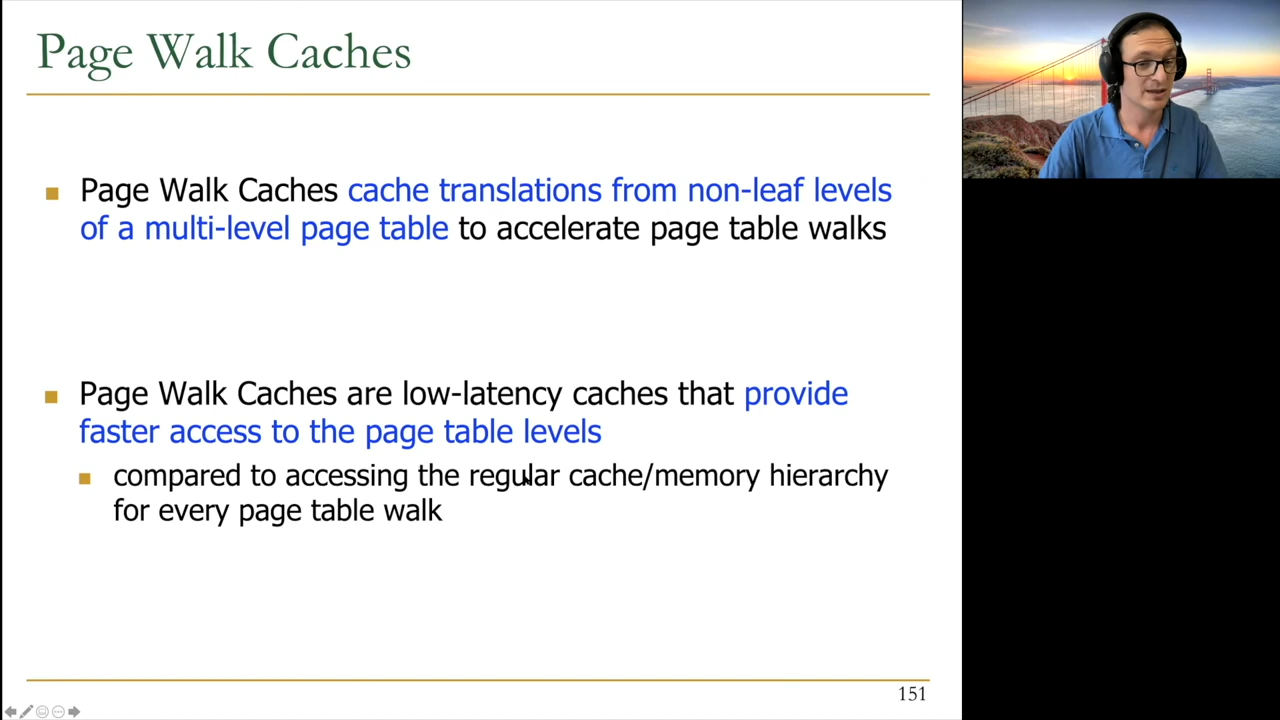 Page Walk Caches
Page Walk Caches cache translations from non-leaf levels
of a multi-level page table to accelerate page table walks
Page Walk Caches are low-latency caches that provide
faster access to the page table levels
compared to accessing the regular cache/memory hierarchy
for every page table walk
151